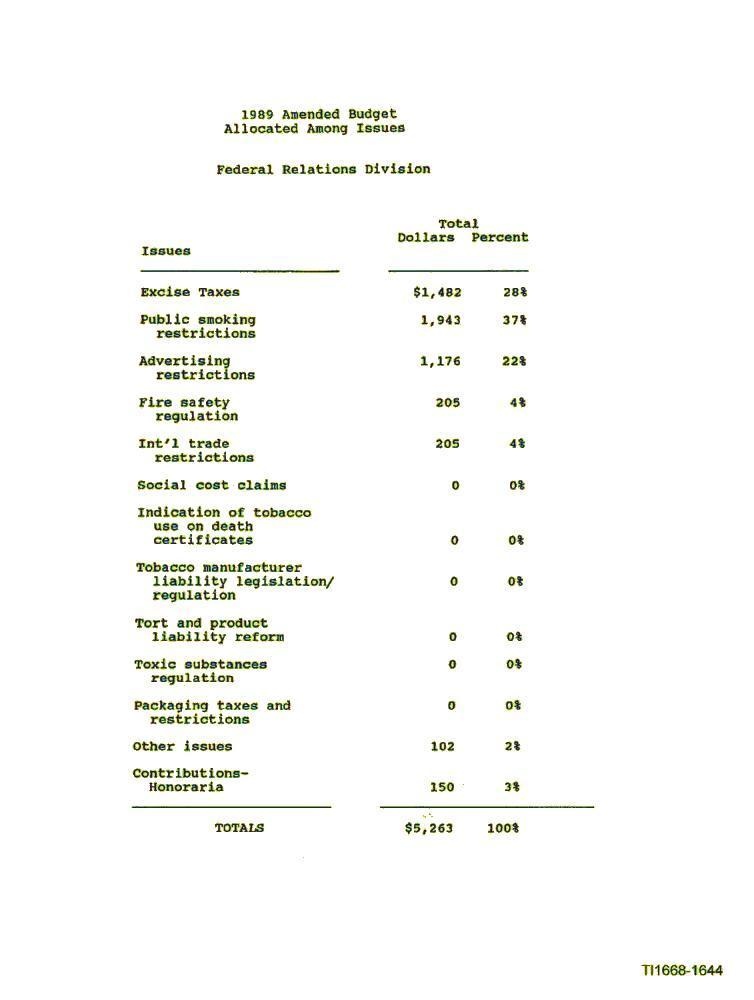 1989 Amended Budget
Allocated Among Issues
Federal Relations Division
Total
Dollars Percent
Issues
Excise Taxes $1,482 28%
Public smoking 1,943 37%
restrictions
Advertising 1,176 22%
restrictions
Fire safety 205 4%
regulation
Int'l trade 205 4%
restrictions
Social cost claims 0 0%
Indication of tobacco
use on death
certificates 0 0%
Tobacco manufacturer
liability legislation/ 0 0%
regulation
Tort and product
liability reform 0 0%
Toxic substances 0 0%
regulation
Packaging taxes and 0 0%
restrictions
Other issues 102 2%
Contributions-
Honoraria 150 3%
TOTALS $5,263 100%
TI1668-1644